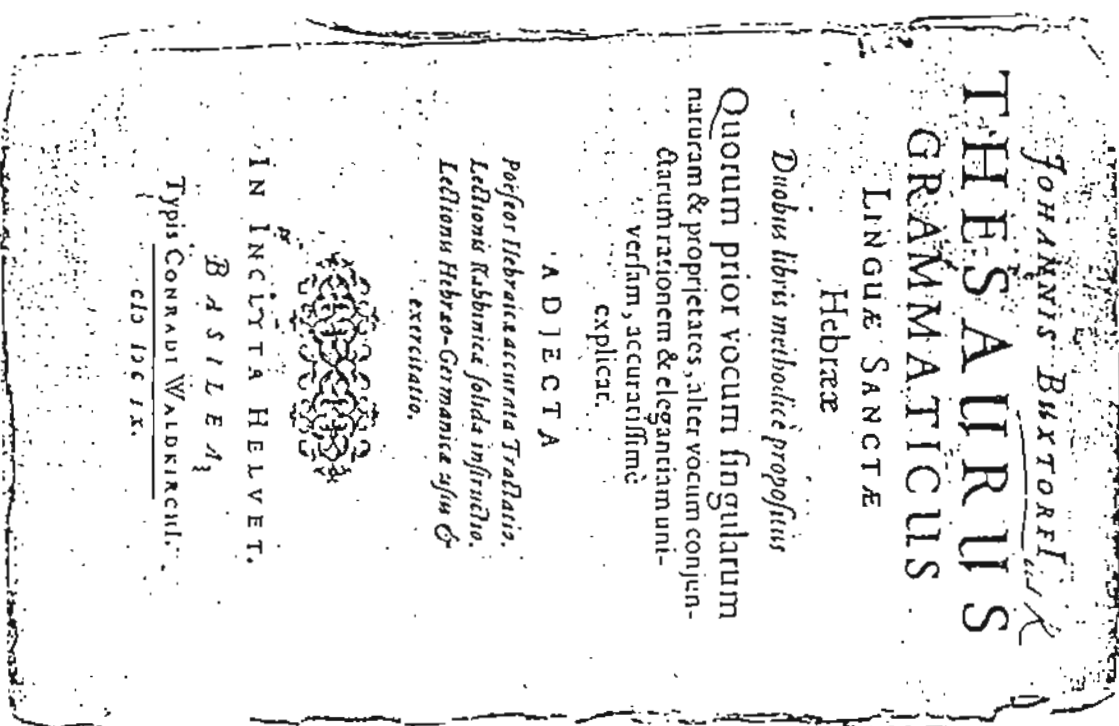 JOHANNIS BUXTORFI
THESAURUS
GRAMMATICUS
LINGUÆ SANCTÆ
Hebrææ
Duobus libris methodicè propositus
Quorum prior vocum singularum
naturam & proprietates, alter vocum conjun-
ctarum rationem & elegantiam uni-
versam, accuratissimè
explicat.
ADJECTA
Poëseos Hebraicæ accurata Tractatio.
Lectionis Rabbinicæ solida instructio.
Lectionis Hebræo-Germanicæ usus &
exercitatio.
IN INCLYTA HELVET.
BASILEA,
Typis CONRADI WALDKIRCHI.
cIↃ IↃc IX.